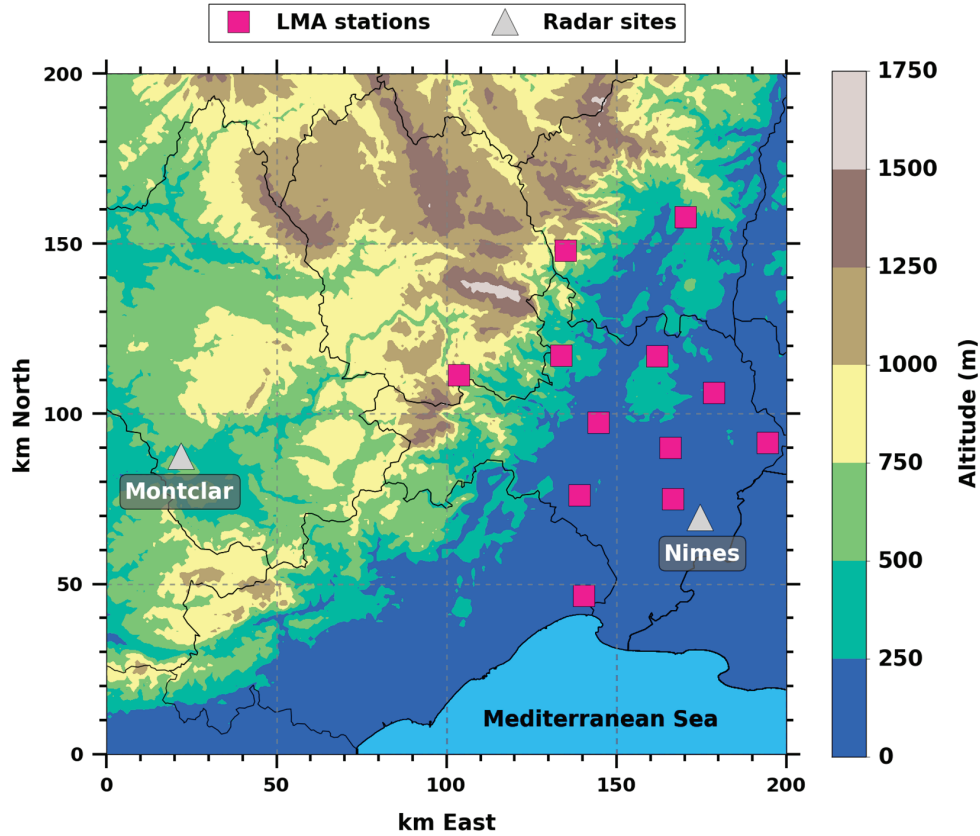 LMA stations Radar sites
200
150
100
50
0
km North
0 50 100 150 200
km East
Montclar
Nimes
Mediterranean Sea
1750
1500
1250
1000
750
500
250
0
Altitude (m)